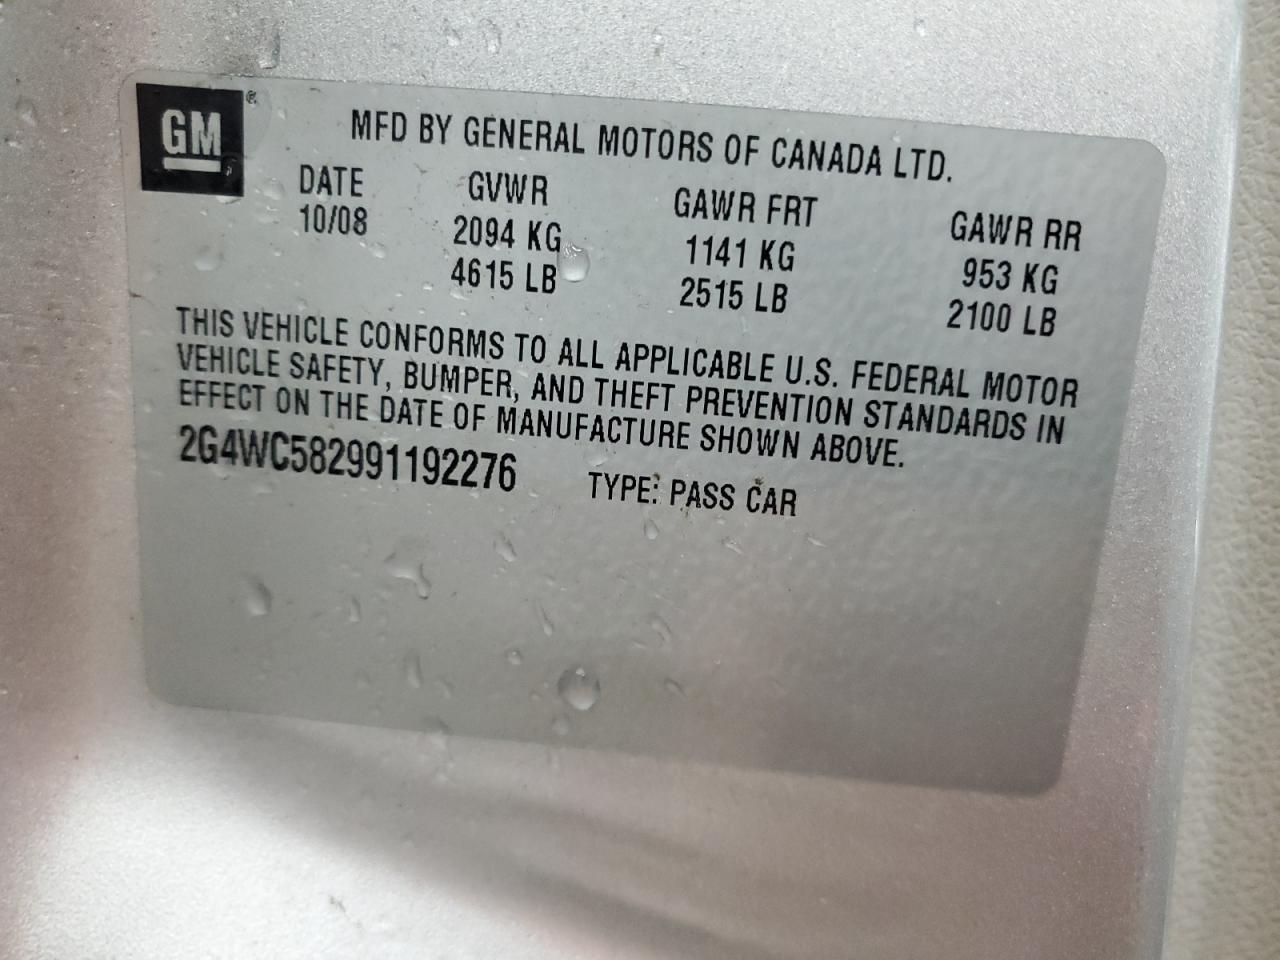 GM ®
MFD BY GENERAL MOTORS OF CANADA LTD.
DATE GVWR GAWR FRT GAWR RR
10/08 2094 KG 1141 KG 953 KG
4615 LB 2515 LB 2100 LB
THIS VEHICLE CONFORMS TO ALL APPLICABLE U.S. FEDERAL MOTOR
VEHICLE SAFETY, BUMPER, AND THEFT PREVENTION STANDARDS IN
EFFECT ON THE DATE OF MANUFACTURE SHOWN ABOVE.
2G4WC582991192276 TYPE: PASS CAR